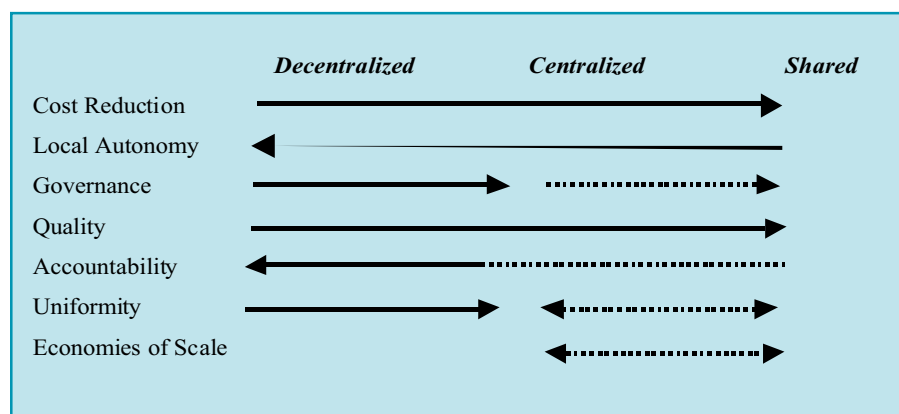 Decentralized Centralized Shared
Cost Reduction
Local Autonomy
Governance
Quality
Accountability
Uniformity
Economies of Scale